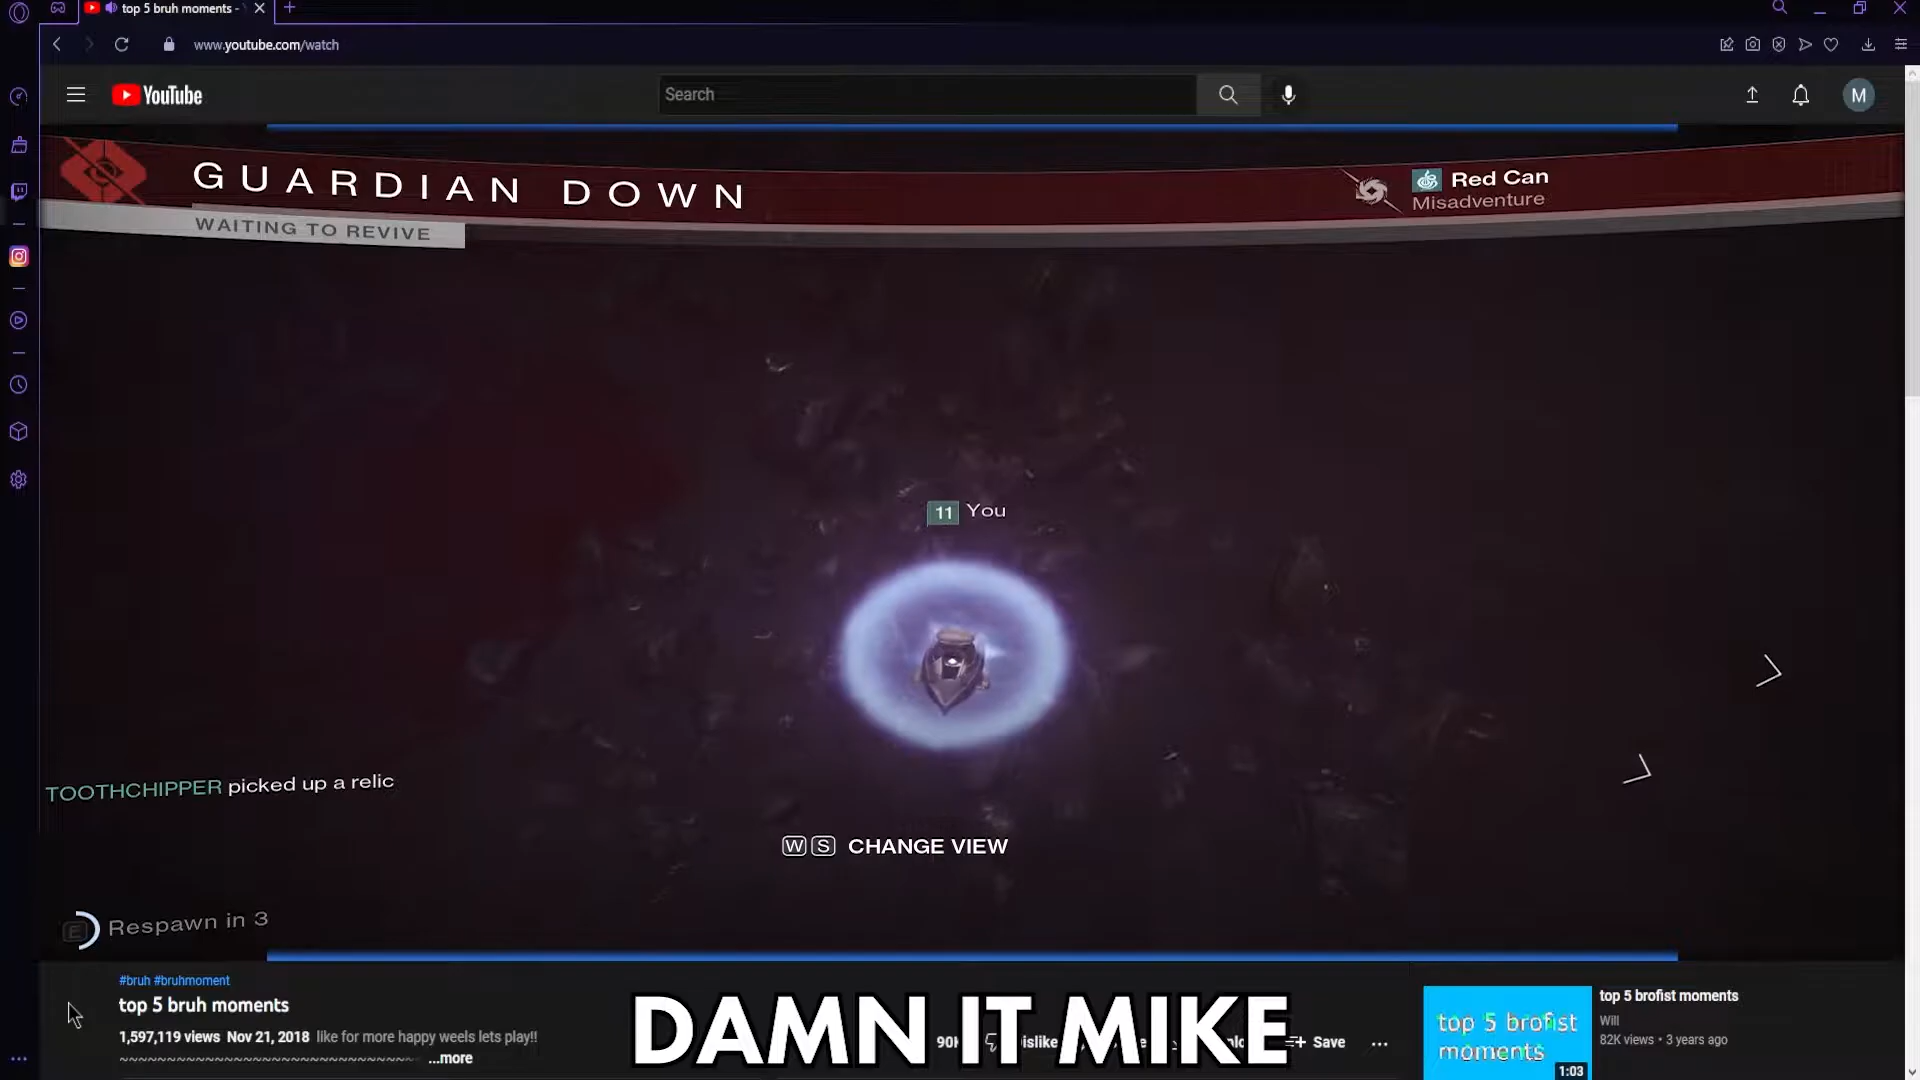 top 5 bruh moments -
www.youtube.com/watch
YouTube
Search
M
GUARDIAN DOWN
WAITING TO REVIVE
Red Can
Misadventure
11 You
TOOTHCHIPPER picked up a relic
W S CHANGE VIEW
E Respawn in 3
#bruh #bruhmoment
top 5 bruh moments
1,597,119 views Nov 21, 2018 like for more happy weels lets play!!
~~~~~~~~~~~~~~~~~~~~~~~~~~~~~~~ ...more
DAMN IT MIKE
90K
Save
top 5 brofist moments
1:03
top 5 brofist moments
Will
82K views • 3 years ago